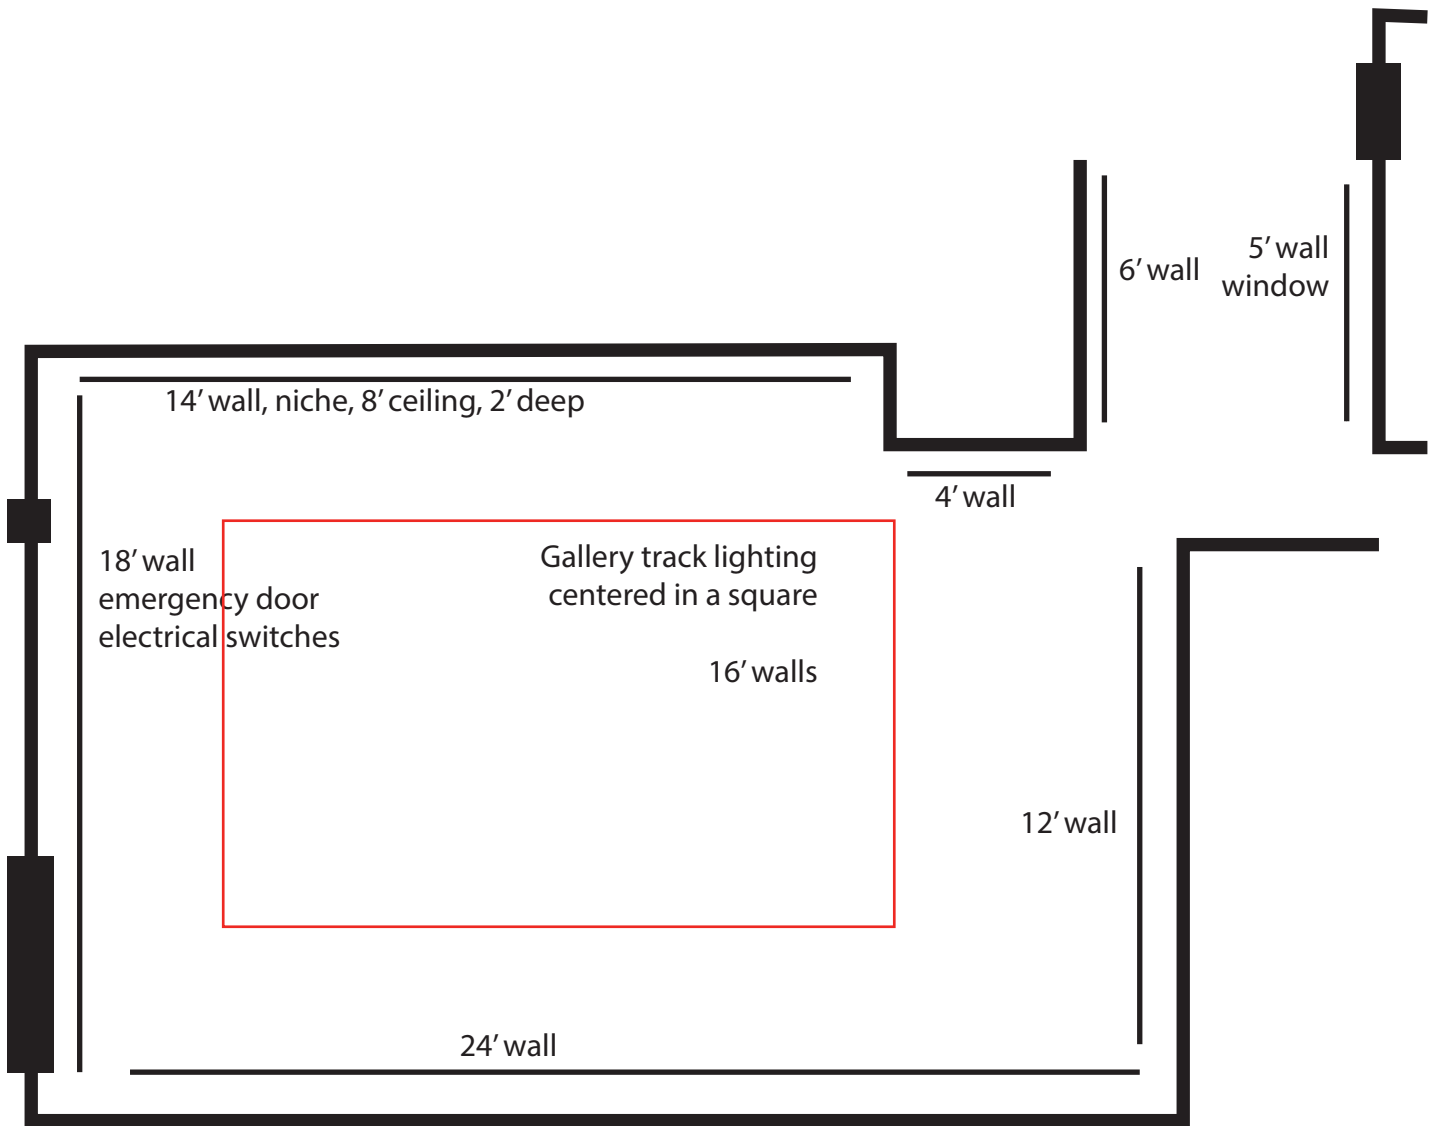 6’ wall
5’ wall
window
14’ wall, niche, 8’ ceiling, 2’ deep
4’ wall
18’ wall
emergency door
electrical switches
Gallery track lighting
centered in a square
16’ walls
12’ wall
24’ wall